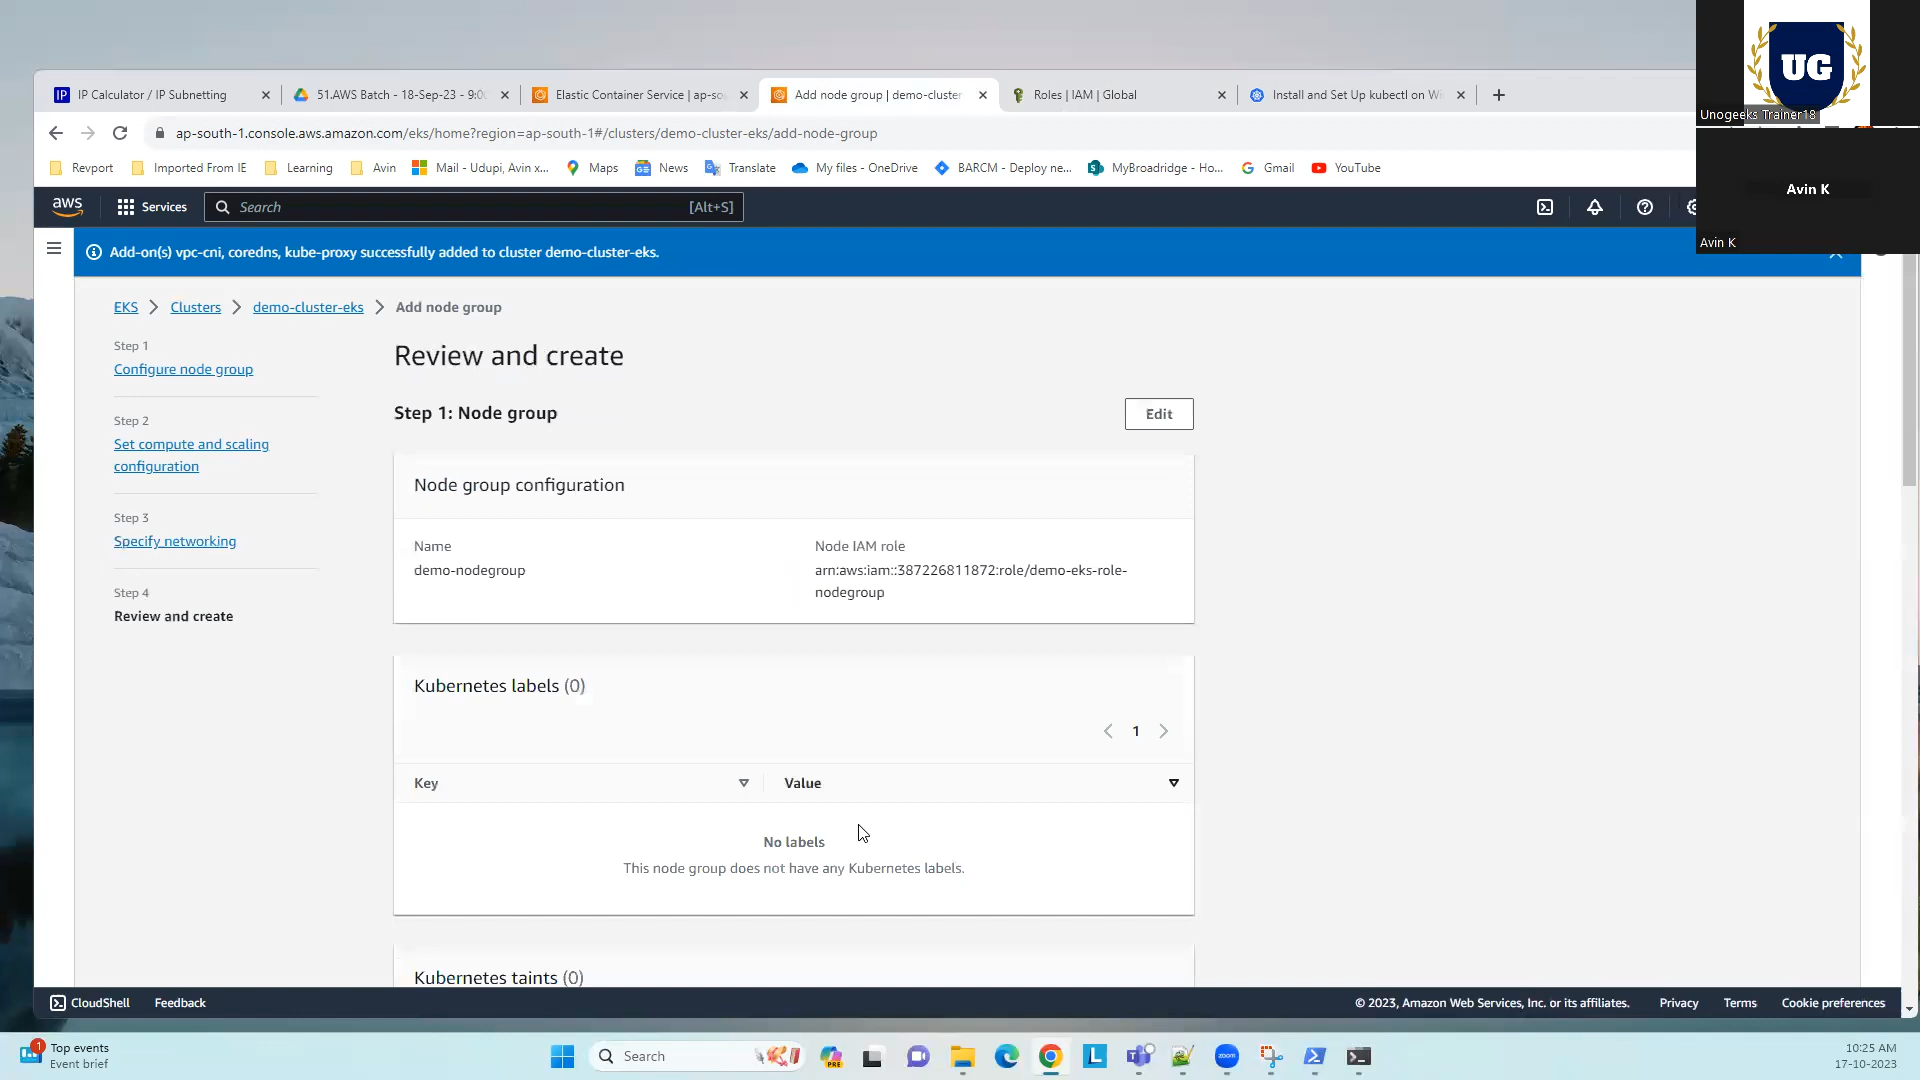 UG
Unogeeks Trainer18
Avin K
Avin K
IP IP Calculator / IP Subnetting
51.AWS Batch - 18-Sep-23 - 9:0
Elastic Container Service | ap-so
Add node group | demo-cluster
Roles | IAM | Global
Install and Set Up kubectl on Wi
ap-south-1.console.aws.amazon.com/eks/home?region=ap-south-1#/clusters/demo-cluster-eks/add-node-group
Revport
Imported From IE
Learning
Avin
Mail - Udupi, Avin x...
Maps
News
Translate
My files - OneDrive
BARCM - Deploy ne...
MyBroadridge - Ho...
Gmail
YouTube
aws
Services
Search
[Alt+S]
Add-on(s) vpc-cni, coredns, kube-proxy successfully added to cluster demo-cluster-eks.
EKS
Clusters
demo-cluster-eks
Add node group
Step 1
Configure node group
Step 2
Set compute and scaling
configuration
Step 3
Specify networking
Step 4
Review and create
Review and create
Step 1: Node group
Edit
Node group configuration
Name
demo-nodegroup
Node IAM role
arn:aws:iam::387226811872:role/demo-eks-role-
nodegroup
Kubernetes labels (0)
1
Key
Value
No labels
This node group does not have any Kubernetes labels.
Kubernetes taints (0)
CloudShell
Feedback
© 2023, Amazon Web Services, Inc. or its affiliates.
Privacy
Terms
Cookie preferences
1
Top events
Event brief
Search
PRE
L
zoom
10:25 AM
17-10-2023